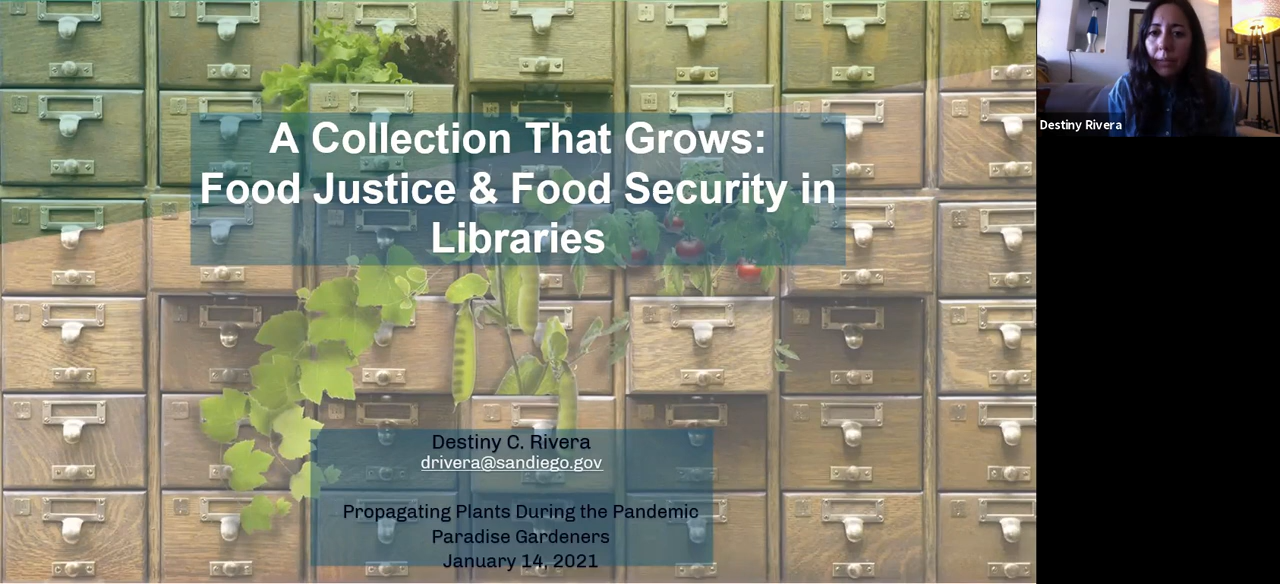 A Collection That Grows:
Food Justice & Food Security in
Libraries
Destiny C. Rivera
drivera@sandiego.gov
Propagating Plants During the Pandemic
Paradise Gardeners
January 14, 2021
Destiny Rivera